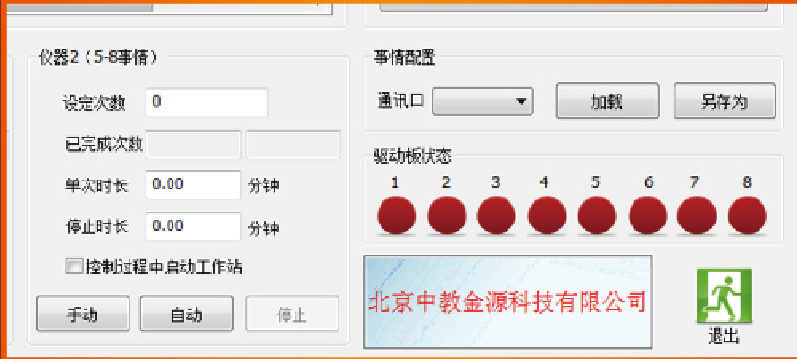 仪器2（5-8事情）
设定次数 0
已完成次数
单次时长 0.00 分钟
停止时长 0.00 分钟
控制过程中启动工作站
手动 自动 停止
事情配置
通讯口 加载 另存为
驱动板状态
1 2 3 4 5 6 7 8
北京中教金源科技有限公司
退出